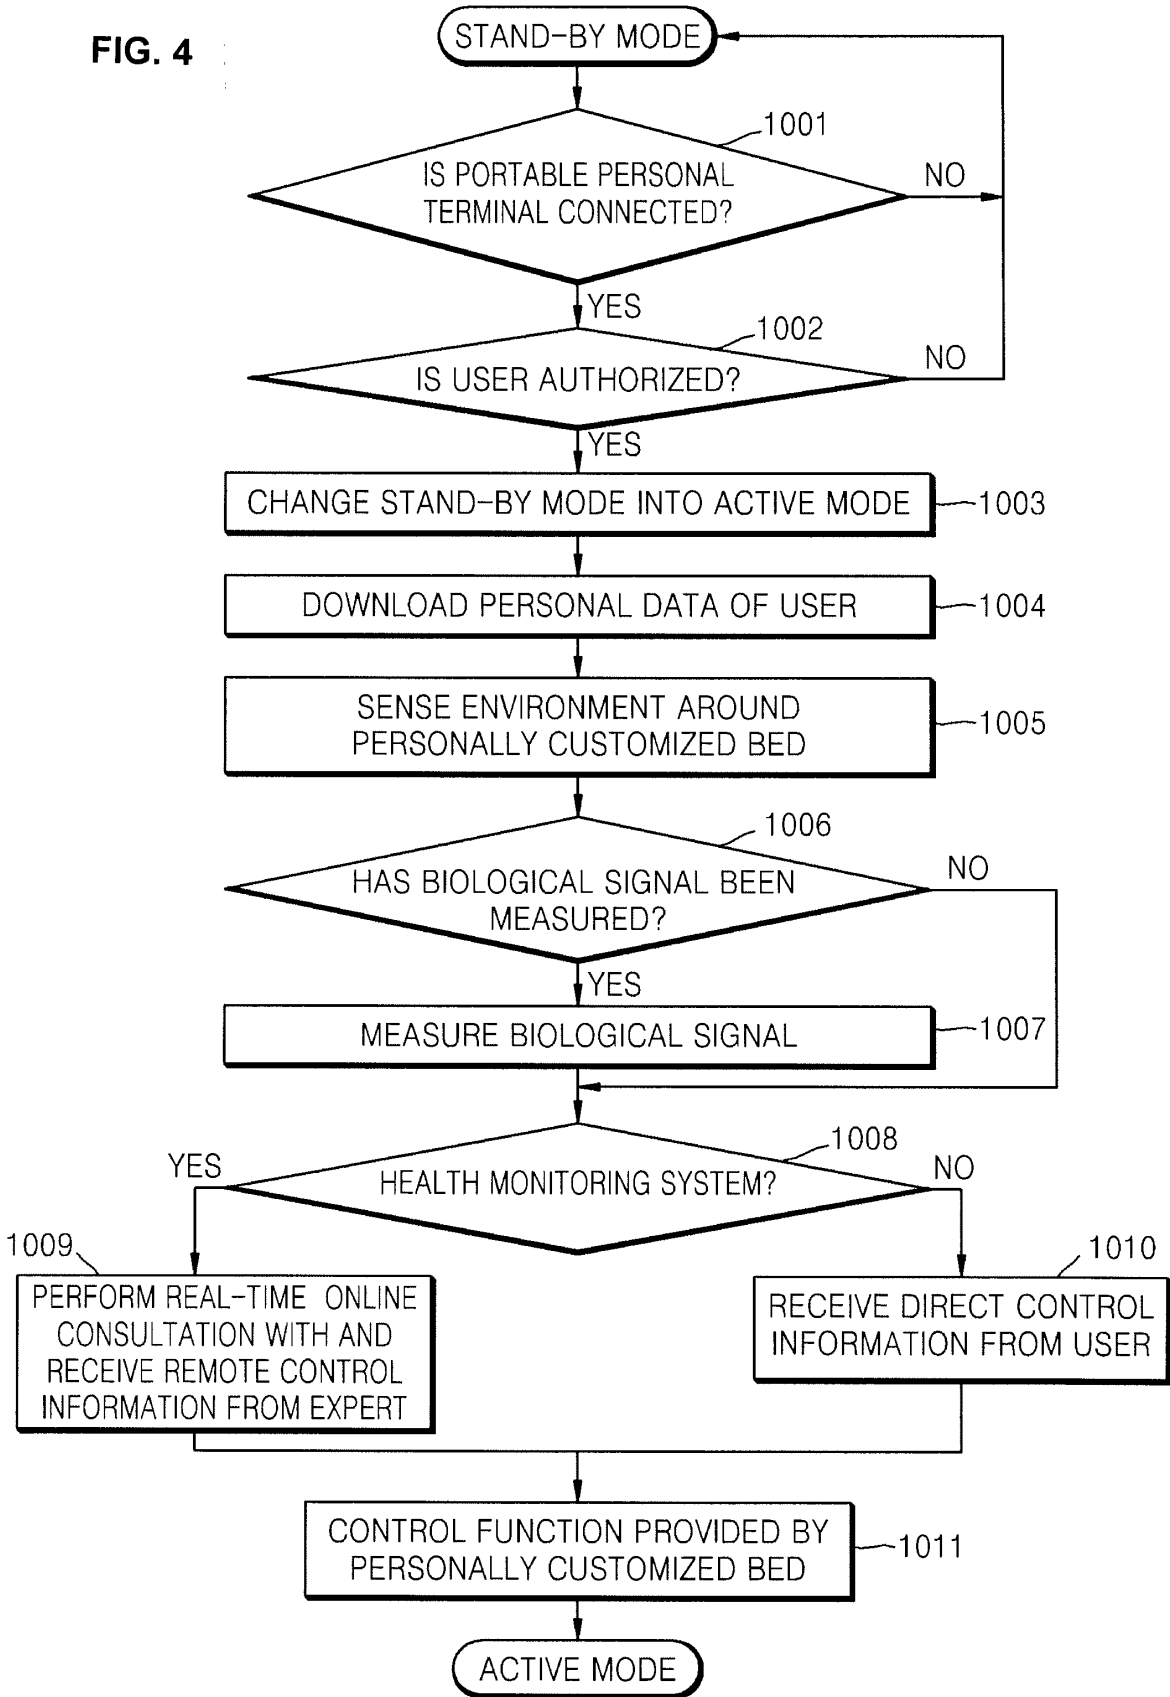 FIG. 4
STAND-BY MODE
1001
IS PORTABLE PERSONAL
TERMINAL CONNECTED?
NO
YES
1002
IS USER AUTHORIZED?
NO
YES
CHANGE STAND-BY MODE INTO ACTIVE MODE
1003
DOWNLOAD PERSONAL DATA OF USER
1004
SENSE ENVIRONMENT AROUND
PERSONALLY CUSTOMIZED BED
1005
1006
HAS BIOLOGICAL SIGNAL BEEN
MEASURED?
NO
YES
MEASURE BIOLOGICAL SIGNAL
1007
1008
YES
HEALTH MONITORING SYSTEM?
NO
1009
PERFORM REAL-TIME ONLINE
CONSULTATION WITH AND
RECEIVE REMOTE CONTROL
INFORMATION FROM EXPERT
1010
RECEIVE DIRECT CONTROL
INFORMATION FROM USER
CONTROL FUNCTION PROVIDED BY
PERSONALLY CUSTOMIZED BED
1011
ACTIVE MODE